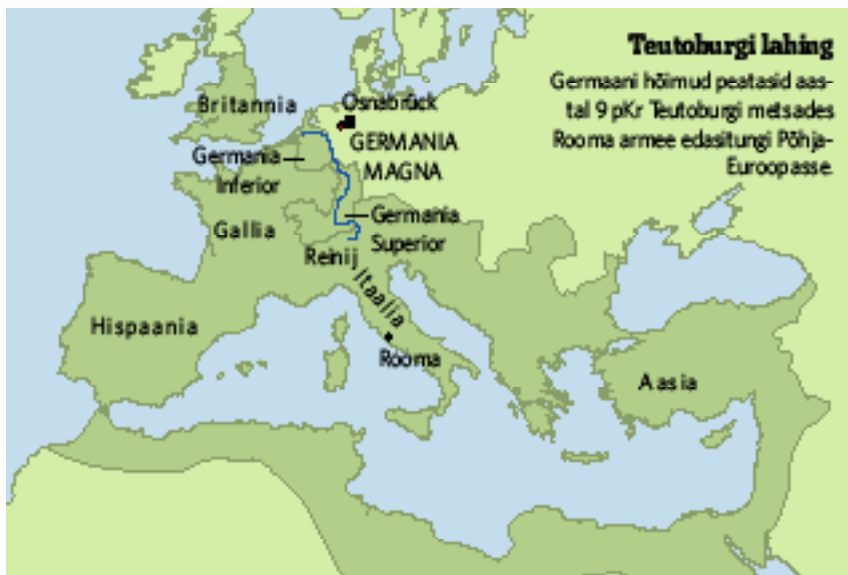 Teutoburgi lahing
Germaani hõimud peatasid aas-
tal 9 pKr Teutoburgi metsades
Rooma armee edasitungi Põhja-
Euroopasse.
Britannia
Osnabrück
GERMANIA
MAGNA
Germania
Inferior
Gallia
Germania
Superior
Reinij
Itaalia
Hispaania
Rooma
Aasia